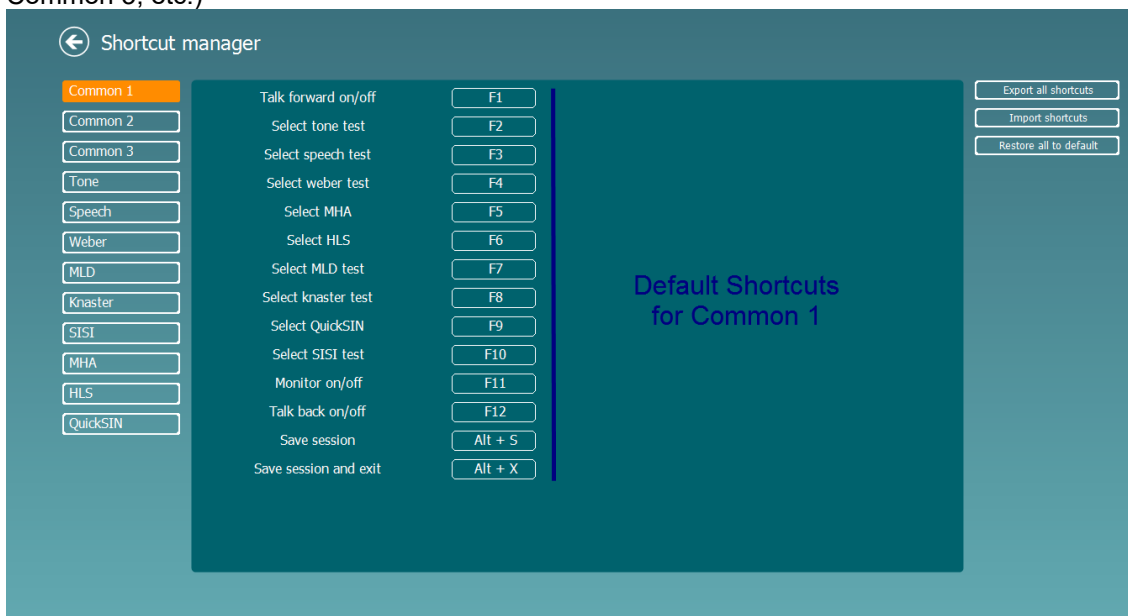 Common 3, etc.)
Shortcut manager
Common 1
Common 2
Common 3
Tone
Speech
Weber
MLD
Knaster
SISI
MHA
HLS
QuickSIN
Talk forward on/off F1
Select tone test F2
Select speech test F3
Select weber test F4
Select MHA F5
Select HLS F6
Select MLD test F7
Select knaster test F8
Select QuickSIN F9
Select SISI test F10
Monitor on/off F11
Talk back on/off F12
Save session Alt + S
Save session and exit Alt + X
Default Shortcuts
for Common 1
Export all shortcuts
Import shortcuts
Restore all to default